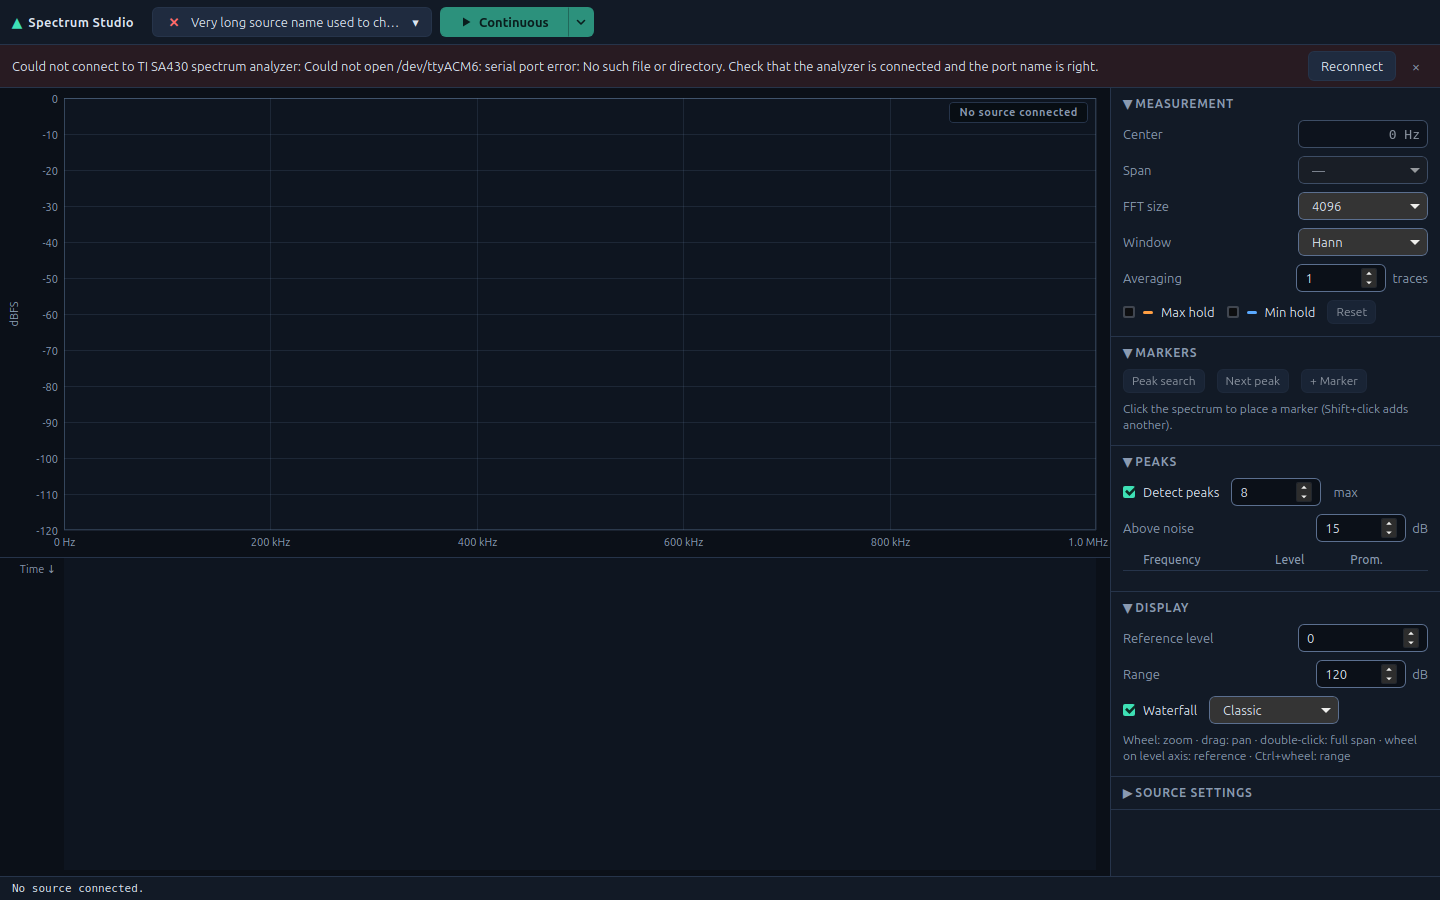 Spectrum Studio
✕ Very long source name used to ch… ▼
▶ Continuous
Could not connect to TI SA430 spectrum analyzer: Could not open /dev/ttyACM6: serial port error: No such file or directory. Check that the analyzer is connected and the port name is right.
Reconnect ×
No source connected
0
-10
-20
-30
-40
-50
-60
-70
-80
-90
-100
-110
-120
dBFS
0 Hz 200 kHz 400 kHz 600 kHz 800 kHz 1.0 MHz
Time ↓
▼ MEASUREMENT
Center 0 Hz
Span —
FFT size 4096
Window Hann
Averaging 1 traces
Max hold Min hold Reset
▼ MARKERS
Peak search Next peak + Marker
Click the spectrum to place a marker (Shift+click adds
another).
▼ PEAKS
Detect peaks 8 max
Above noise 15 dB
Frequency Level Prom.
▼ DISPLAY
Reference level 0
Range 120 dB
Waterfall Classic
Wheel: zoom · drag: pan · double-click: full span · wheel
on level axis: reference · Ctrl+wheel: range
▶ SOURCE SETTINGS
No source connected.